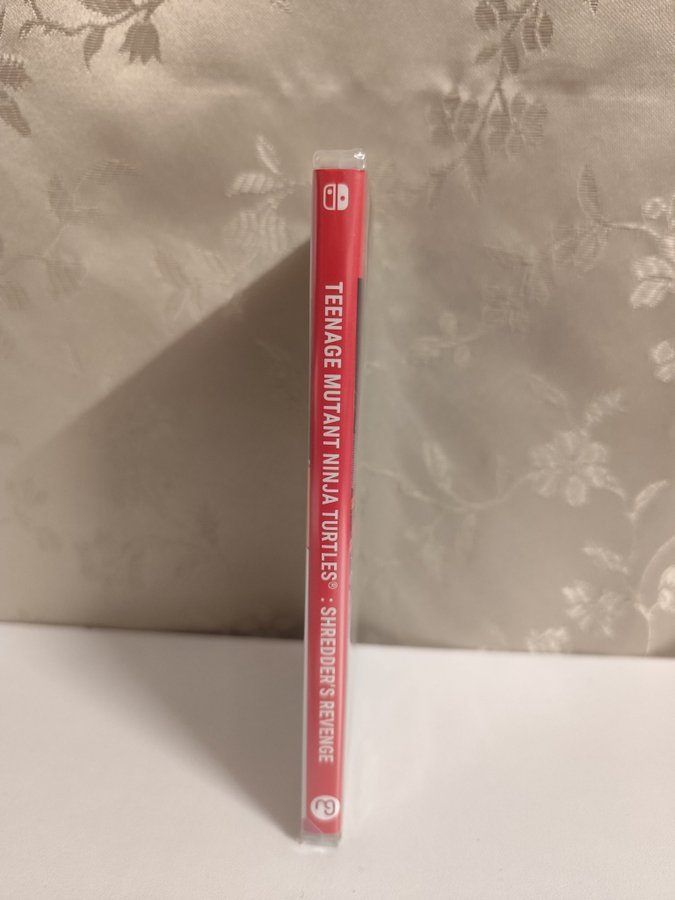 TEENAGE MUTANT NINJA TURTLES® : SHREDDER'S REVENGE